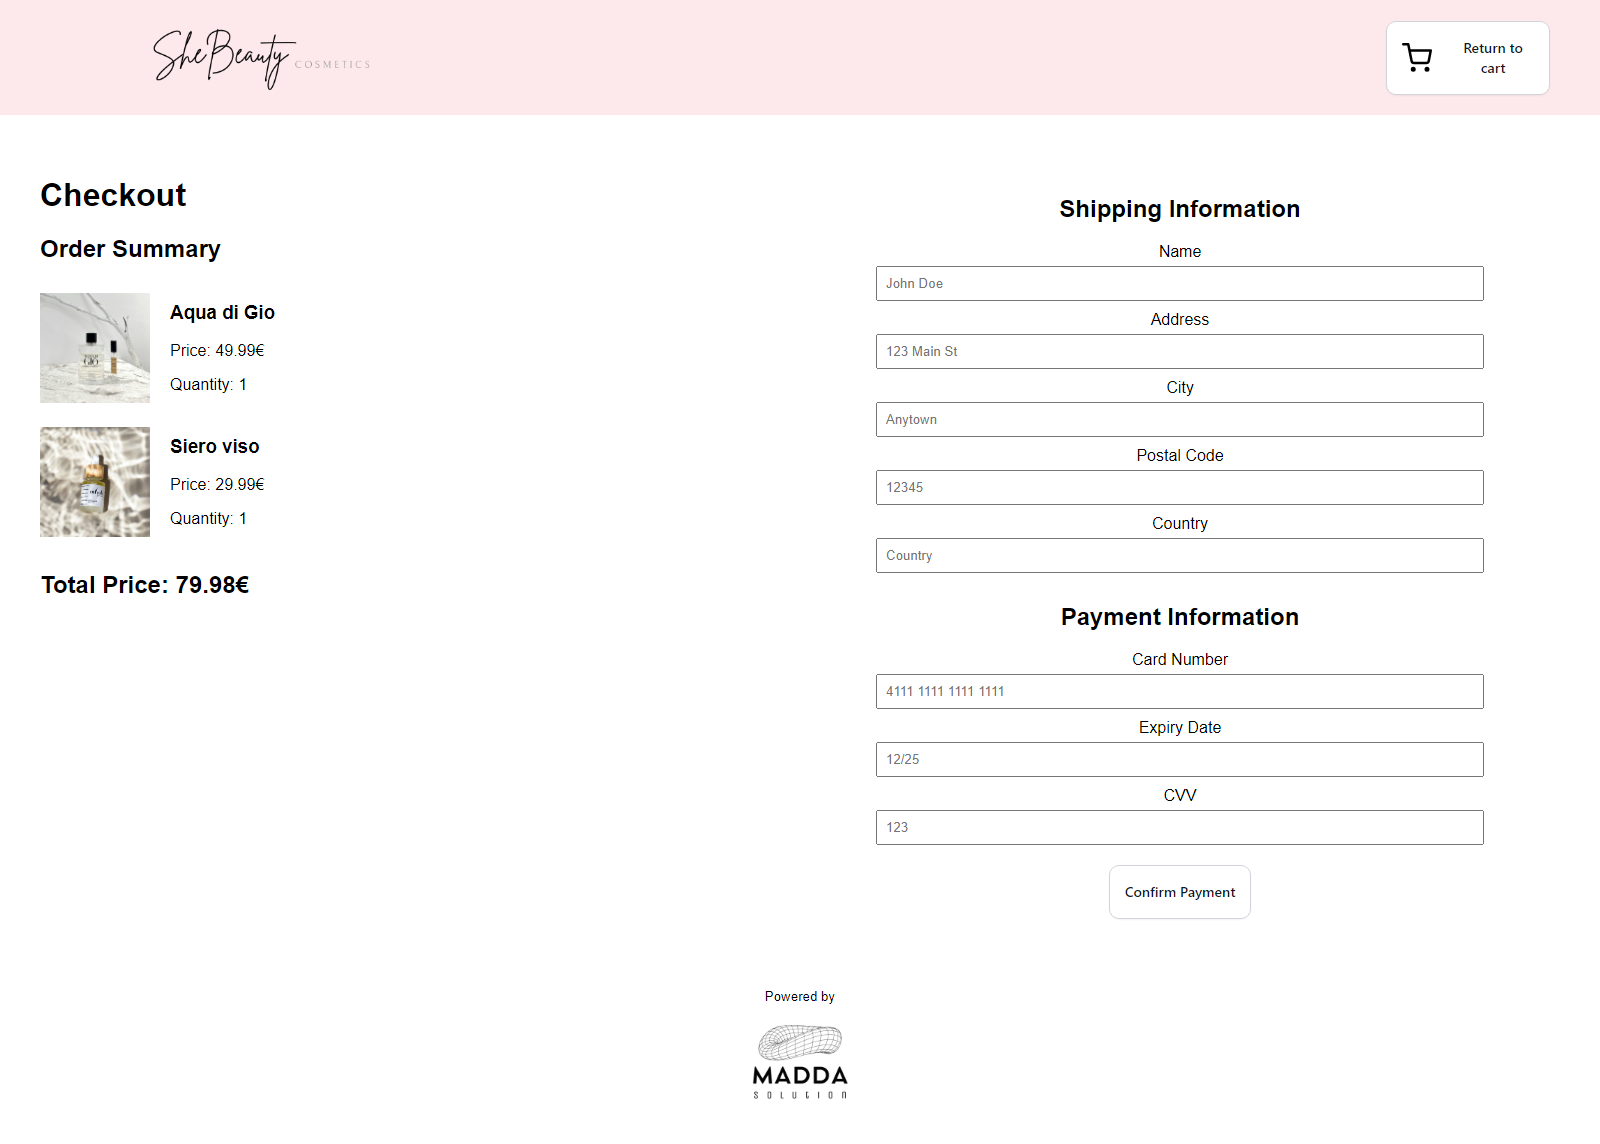 SheBeauty COSMETICS
Return to
cart
Checkout
Order Summary
Aqua di Gio
Price: 49.99€
Quantity: 1
Siero viso
Price: 29.99€
Quantity: 1
Total Price: 79.98€
Shipping Information
Name
John Doe
Address
123 Main St
City
Anytown
Postal Code
12345
Country
Country
Payment Information
Card Number
4111 1111 1111 1111
Expiry Date
12/25
CVV
123
Confirm Payment
Powered by
MADDA
solution